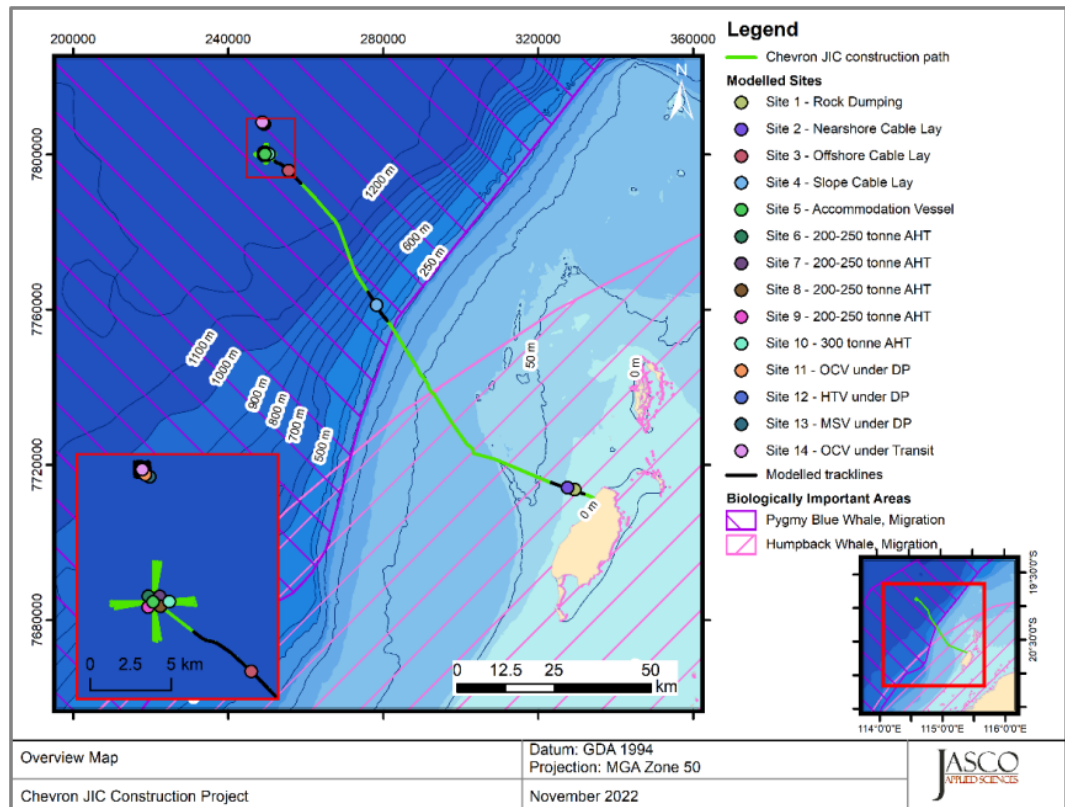 200000 240000 280000 320000 360000
7800000
7760000
7720000
7680000
N
1200 m
600 m
250 m
1100 m
1000 m
900 m
800 m
700 m
500 m
50 m
0 m
0 m
0 2.5 5 km
0 12.5 25 50
km
Legend
Chevron JIC construction path
Modelled Sites
Site 1 - Rock Dumping
Site 2 - Nearshore Cable Lay
Site 3 - Offshore Cable Lay
Site 4 - Slope Cable Lay
Site 5 - Accommodation Vessel
Site 6 - 200-250 tonne AHT
Site 7 - 200-250 tonne AHT
Site 8 - 200-250 tonne AHT
Site 9 - 200-250 tonne AHT
Site 10 - 300 tonne AHT
Site 11 - OCV under DP
Site 12 - HTV under DP
Site 13 - MSV under DP
Site 14 - OCV under Transit
Modelled tracklines
Biologically Important Areas
Pygmy Blue Whale, Migration
Humpback Whale, Migration
19°30'0"S
20°30'0"S
114°0'0"E 115°0'0"E 116°0'0"E
Overview Map
Datum: GDA 1994
Projection: MGA Zone 50
Chevron JIC Construction Project
November 2022
JASCO
APPLIED SCIENCES